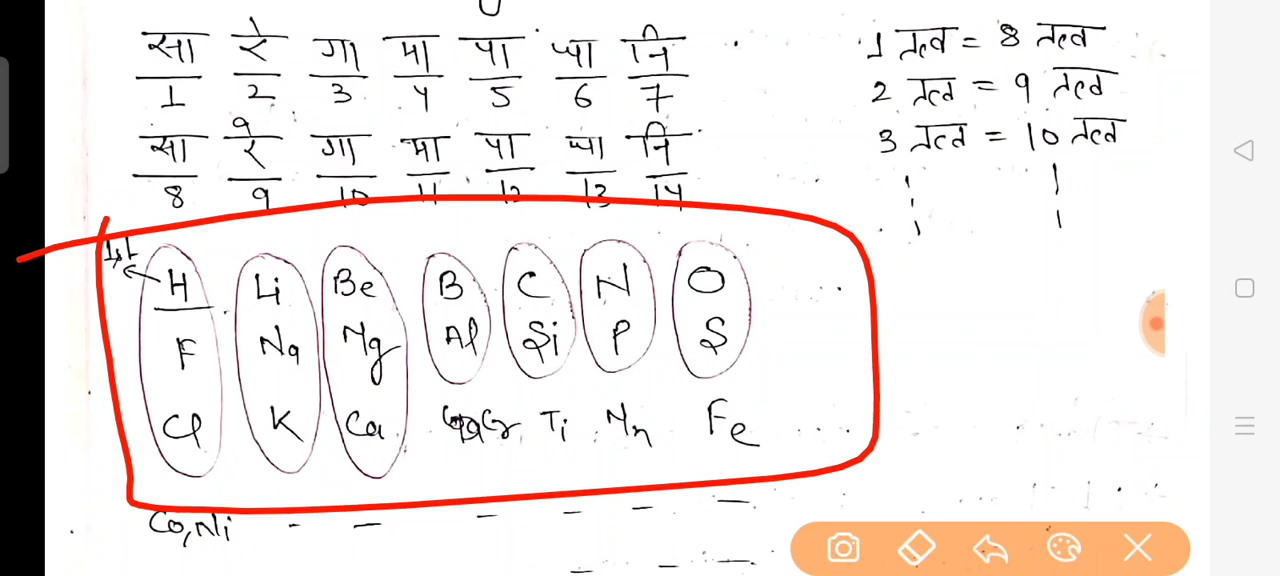 सा रे गा मा पा धा नि
1 2 3 4 5 6 7
सा रे गा मा पा धा नि
8 9 10 11 12 13 14
1 तत्व = 8 तत्व
2 तत्व = 9 तत्व
3 तत्व = 10 तत्व
1st
H Li Be B C N O
F Na Mg Al Si P S
Cl K Ca Cr Ti Mn Fe
Co, Ni